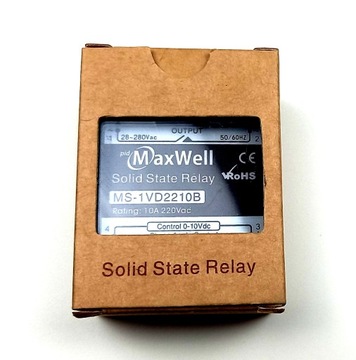 1 28~280Vac OUTPUT 50/60HZ 2
pid MaxWell
CE
Solid State Relay
RoHS
MS-1VD2210B
Rating: 10A 220Vac
4 Control 0-10Vdc 3
Solid State Relay